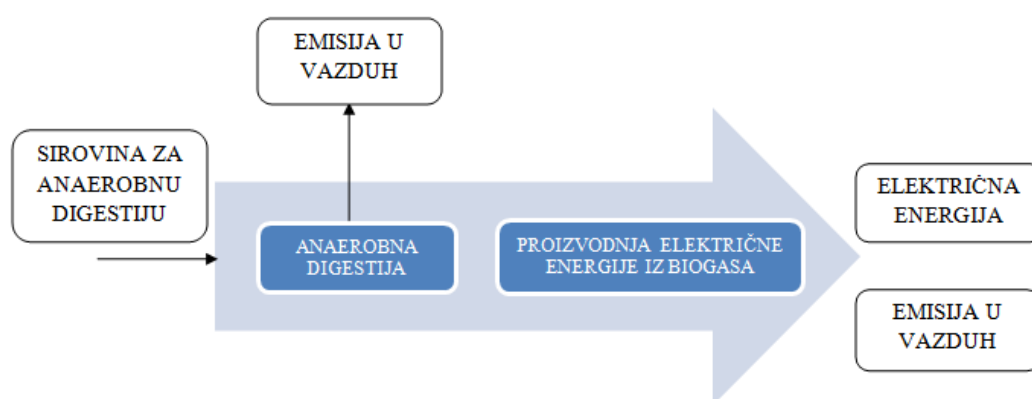 EMISIJA U
VAZDUH
SIROVINA ZA
ANAEROBNU
DIGESTIJU
ANAEROBNA
DIGESTIJA
PROIZVODNJA ELEKTRIČNE
ENERGIJE IZ BIOGASA
ELEKTRIČNA
ENERGIJA
EMISIJA U
VAZDUH